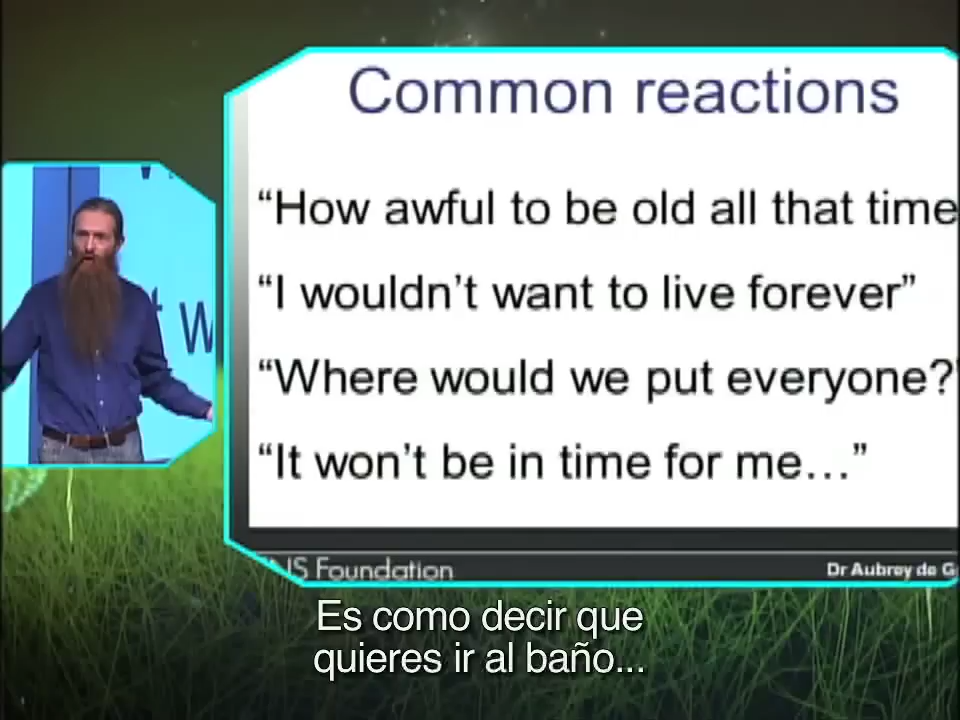 Common reactions
“How awful to be old all that time
“I wouldn’t want to live forever”
“Where would we put everyone?”
“It won’t be in time for me…”
NS Foundation
Dr Aubrey de G
Es como decir que
quieres ir al baño...